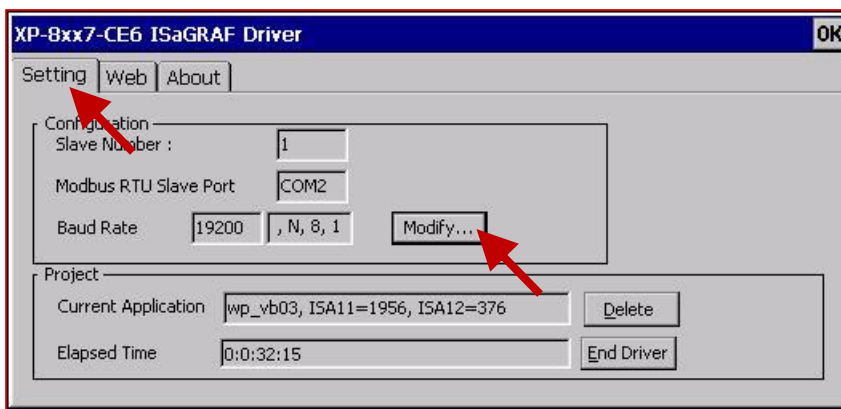 XP-8xx7-CE6 ISaGRAF Driver OK
Setting Web About
Configuration
Slave Number : 1
Modbus RTU Slave Port COM2
Baud Rate 19200 , N, 8, 1 Modify...
Project
Current Application wp_vb03, ISA11=1956, ISA12=376 Delete
Elapsed Time 0:0:32:15 End Driver